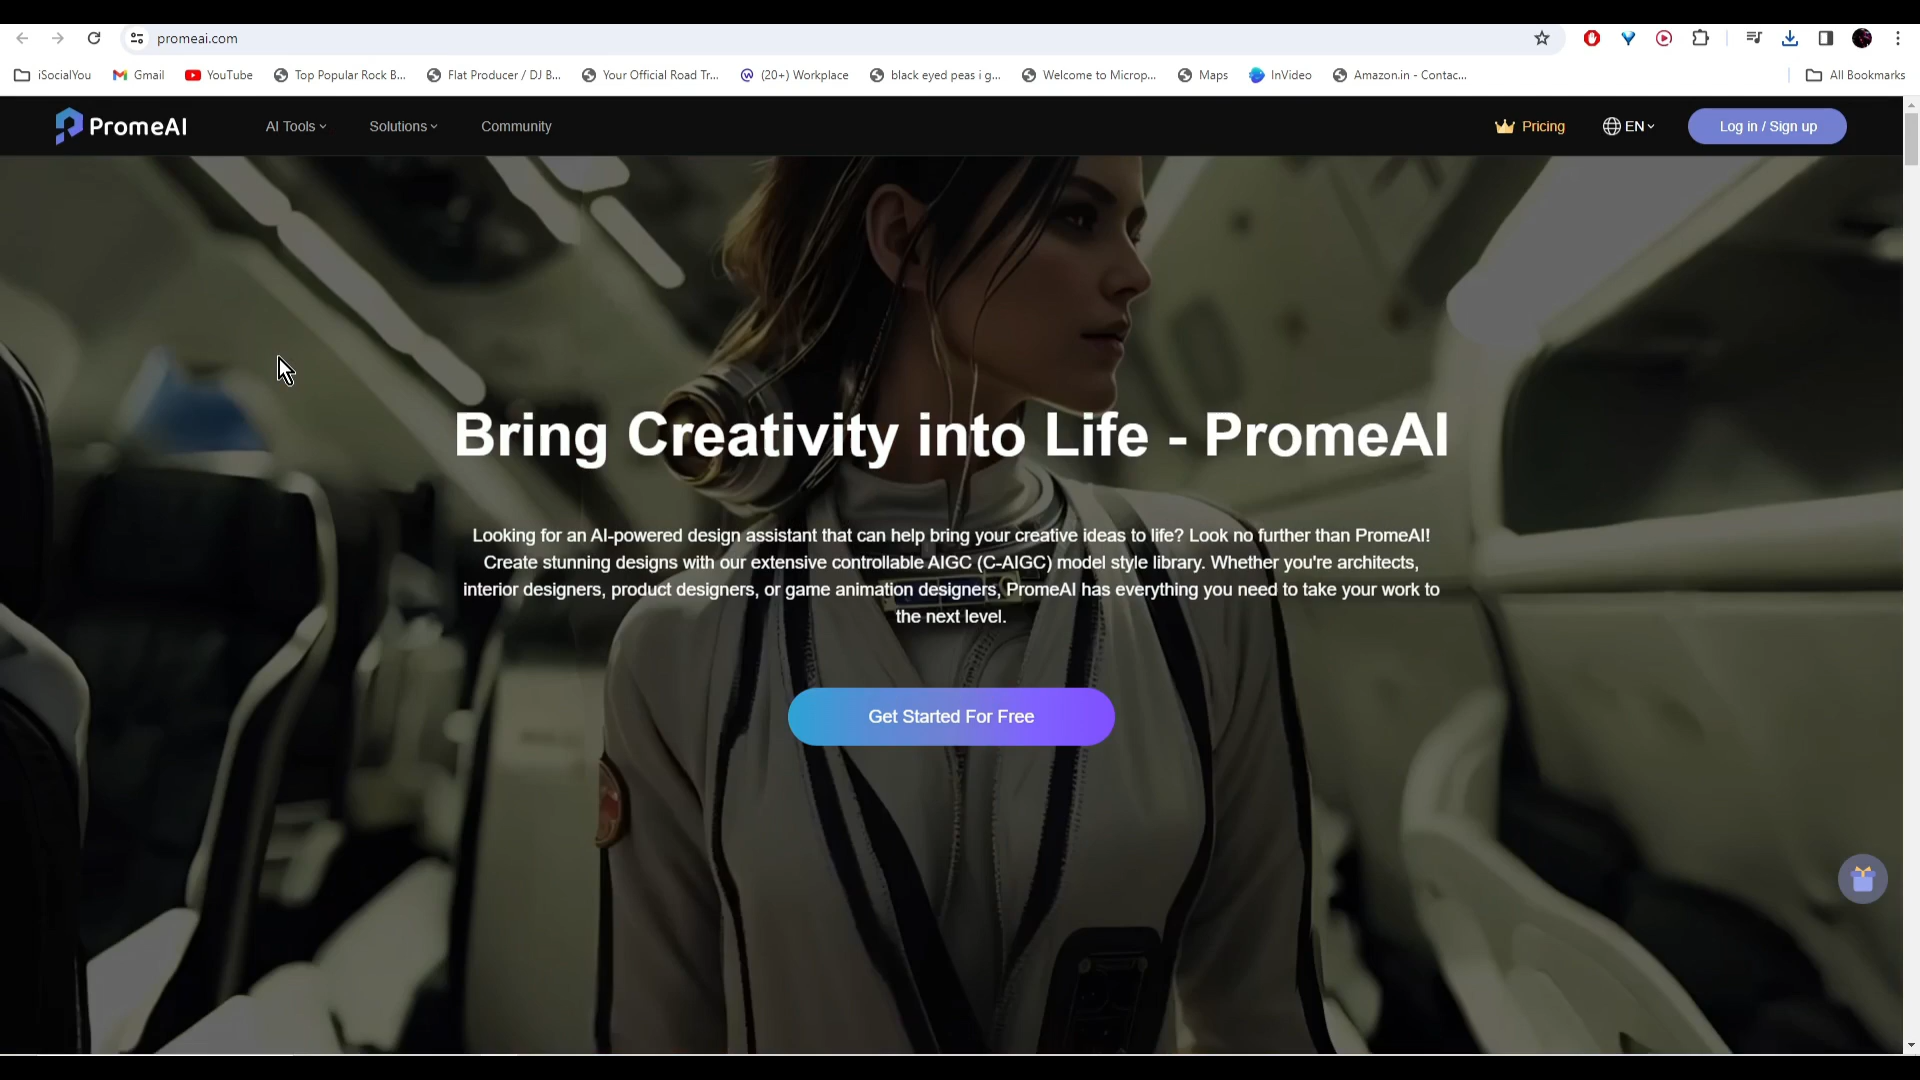 promeai.com
iSocialYou
Gmail
YouTube
Top Popular Rock B...
Flat Producer / DJ B...
Your Official Road Tr...
(20+) Workplace
black eyed peas i g...
Welcome to Microp...
Maps
InVideo
Amazon.in - Contac...
All Bookmarks
PromeAI
AI Tools
Solutions
Community
Pricing
EN
Log in / Sign up
Bring Creativity into Life - PromeAI
Looking for an AI-powered design assistant that can help bring your creative ideas to life? Look no further than PromeAI!
Create stunning designs with our extensive controllable AIGC (C-AIGC) model style library. Whether you're architects,
interior designers, product designers, or game animation designers, PromeAI has everything you need to take your work to
the next level.
Get Started For Free